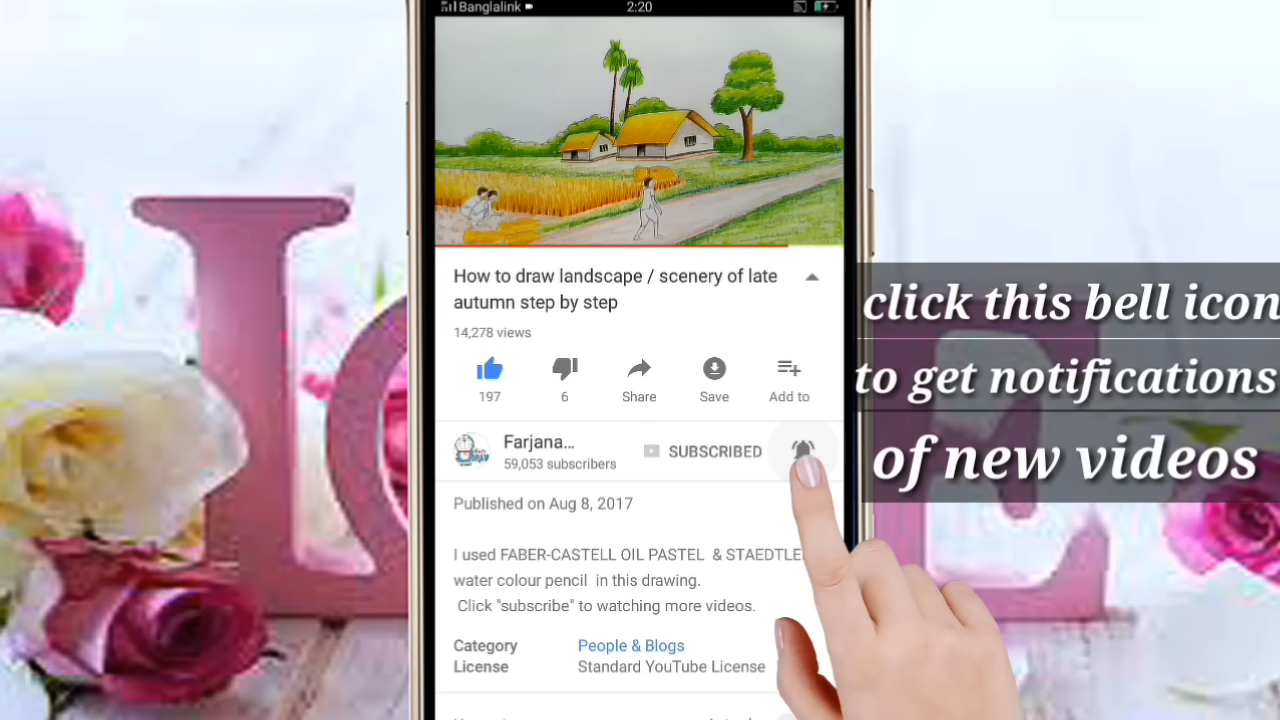 Banglalink
2:20
How to draw landscape / scenery of late
autumn step by step
14,278 views
197
6
Share
Save
Add to
Farjana...
59,053 subscribers
SUBSCRIBED
click this bell icon
to get notifications
of new videos
Published on Aug 8, 2017
I used FABER-CASTELL OIL PASTEL & STAEDTLE
water colour pencil in this drawing.
Click "subscribe" to watching more videos.
Category
People & Blogs
License
Standard YouTube License